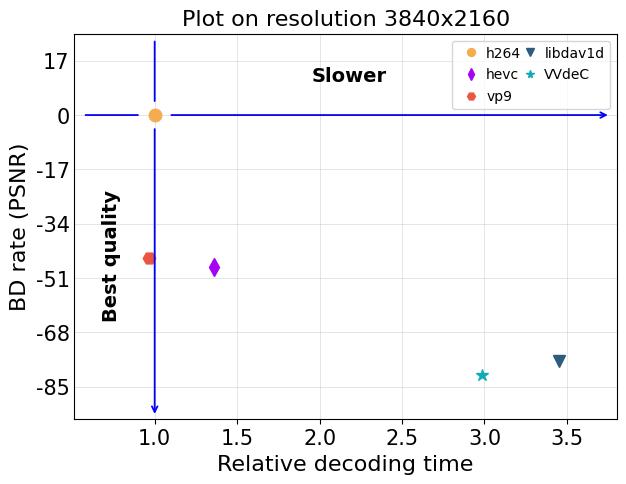 Plot on resolution 3840x2160
BD rate (PSNR)
17
0
-17
-34
-51
-68
-85
Slower
Best quality
h264
hevc
vp9
libdav1d
VVdeC
1.0 1.5 2.0 2.5 3.0 3.5
Relative decoding time